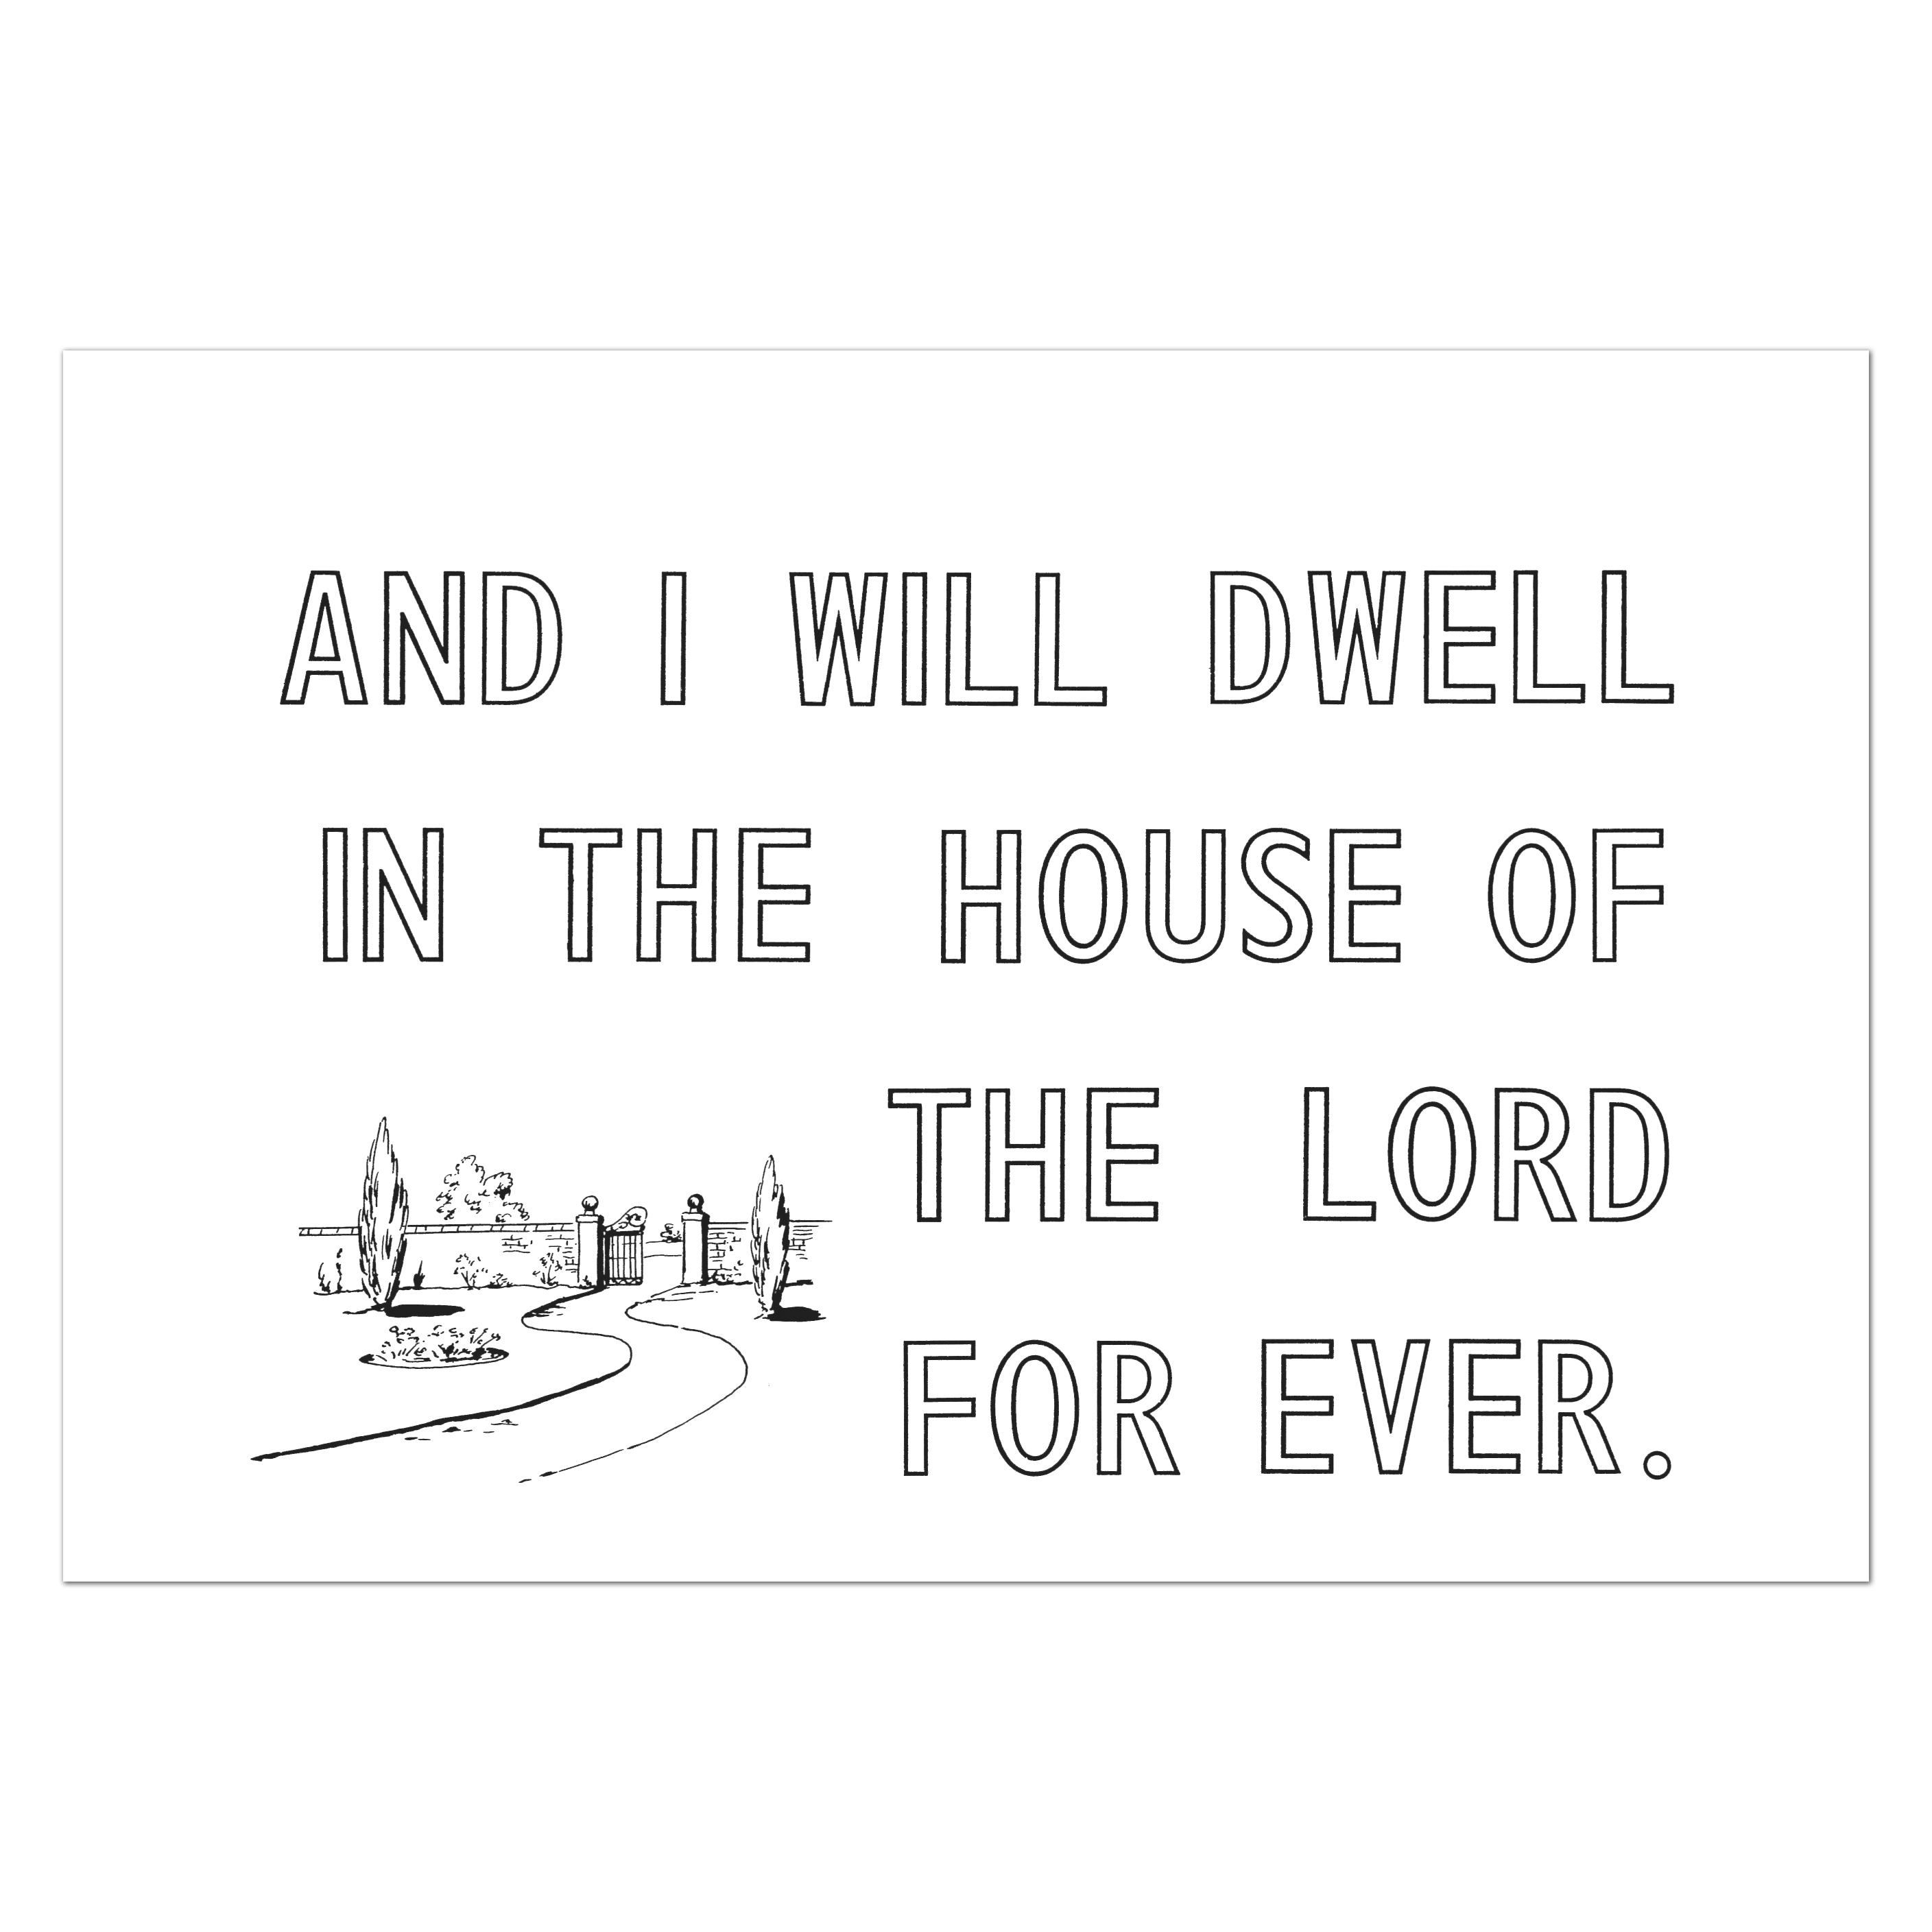 AND I WILL DWELL
IN THE HOUSE OF
THE LORD
FOR EVER.